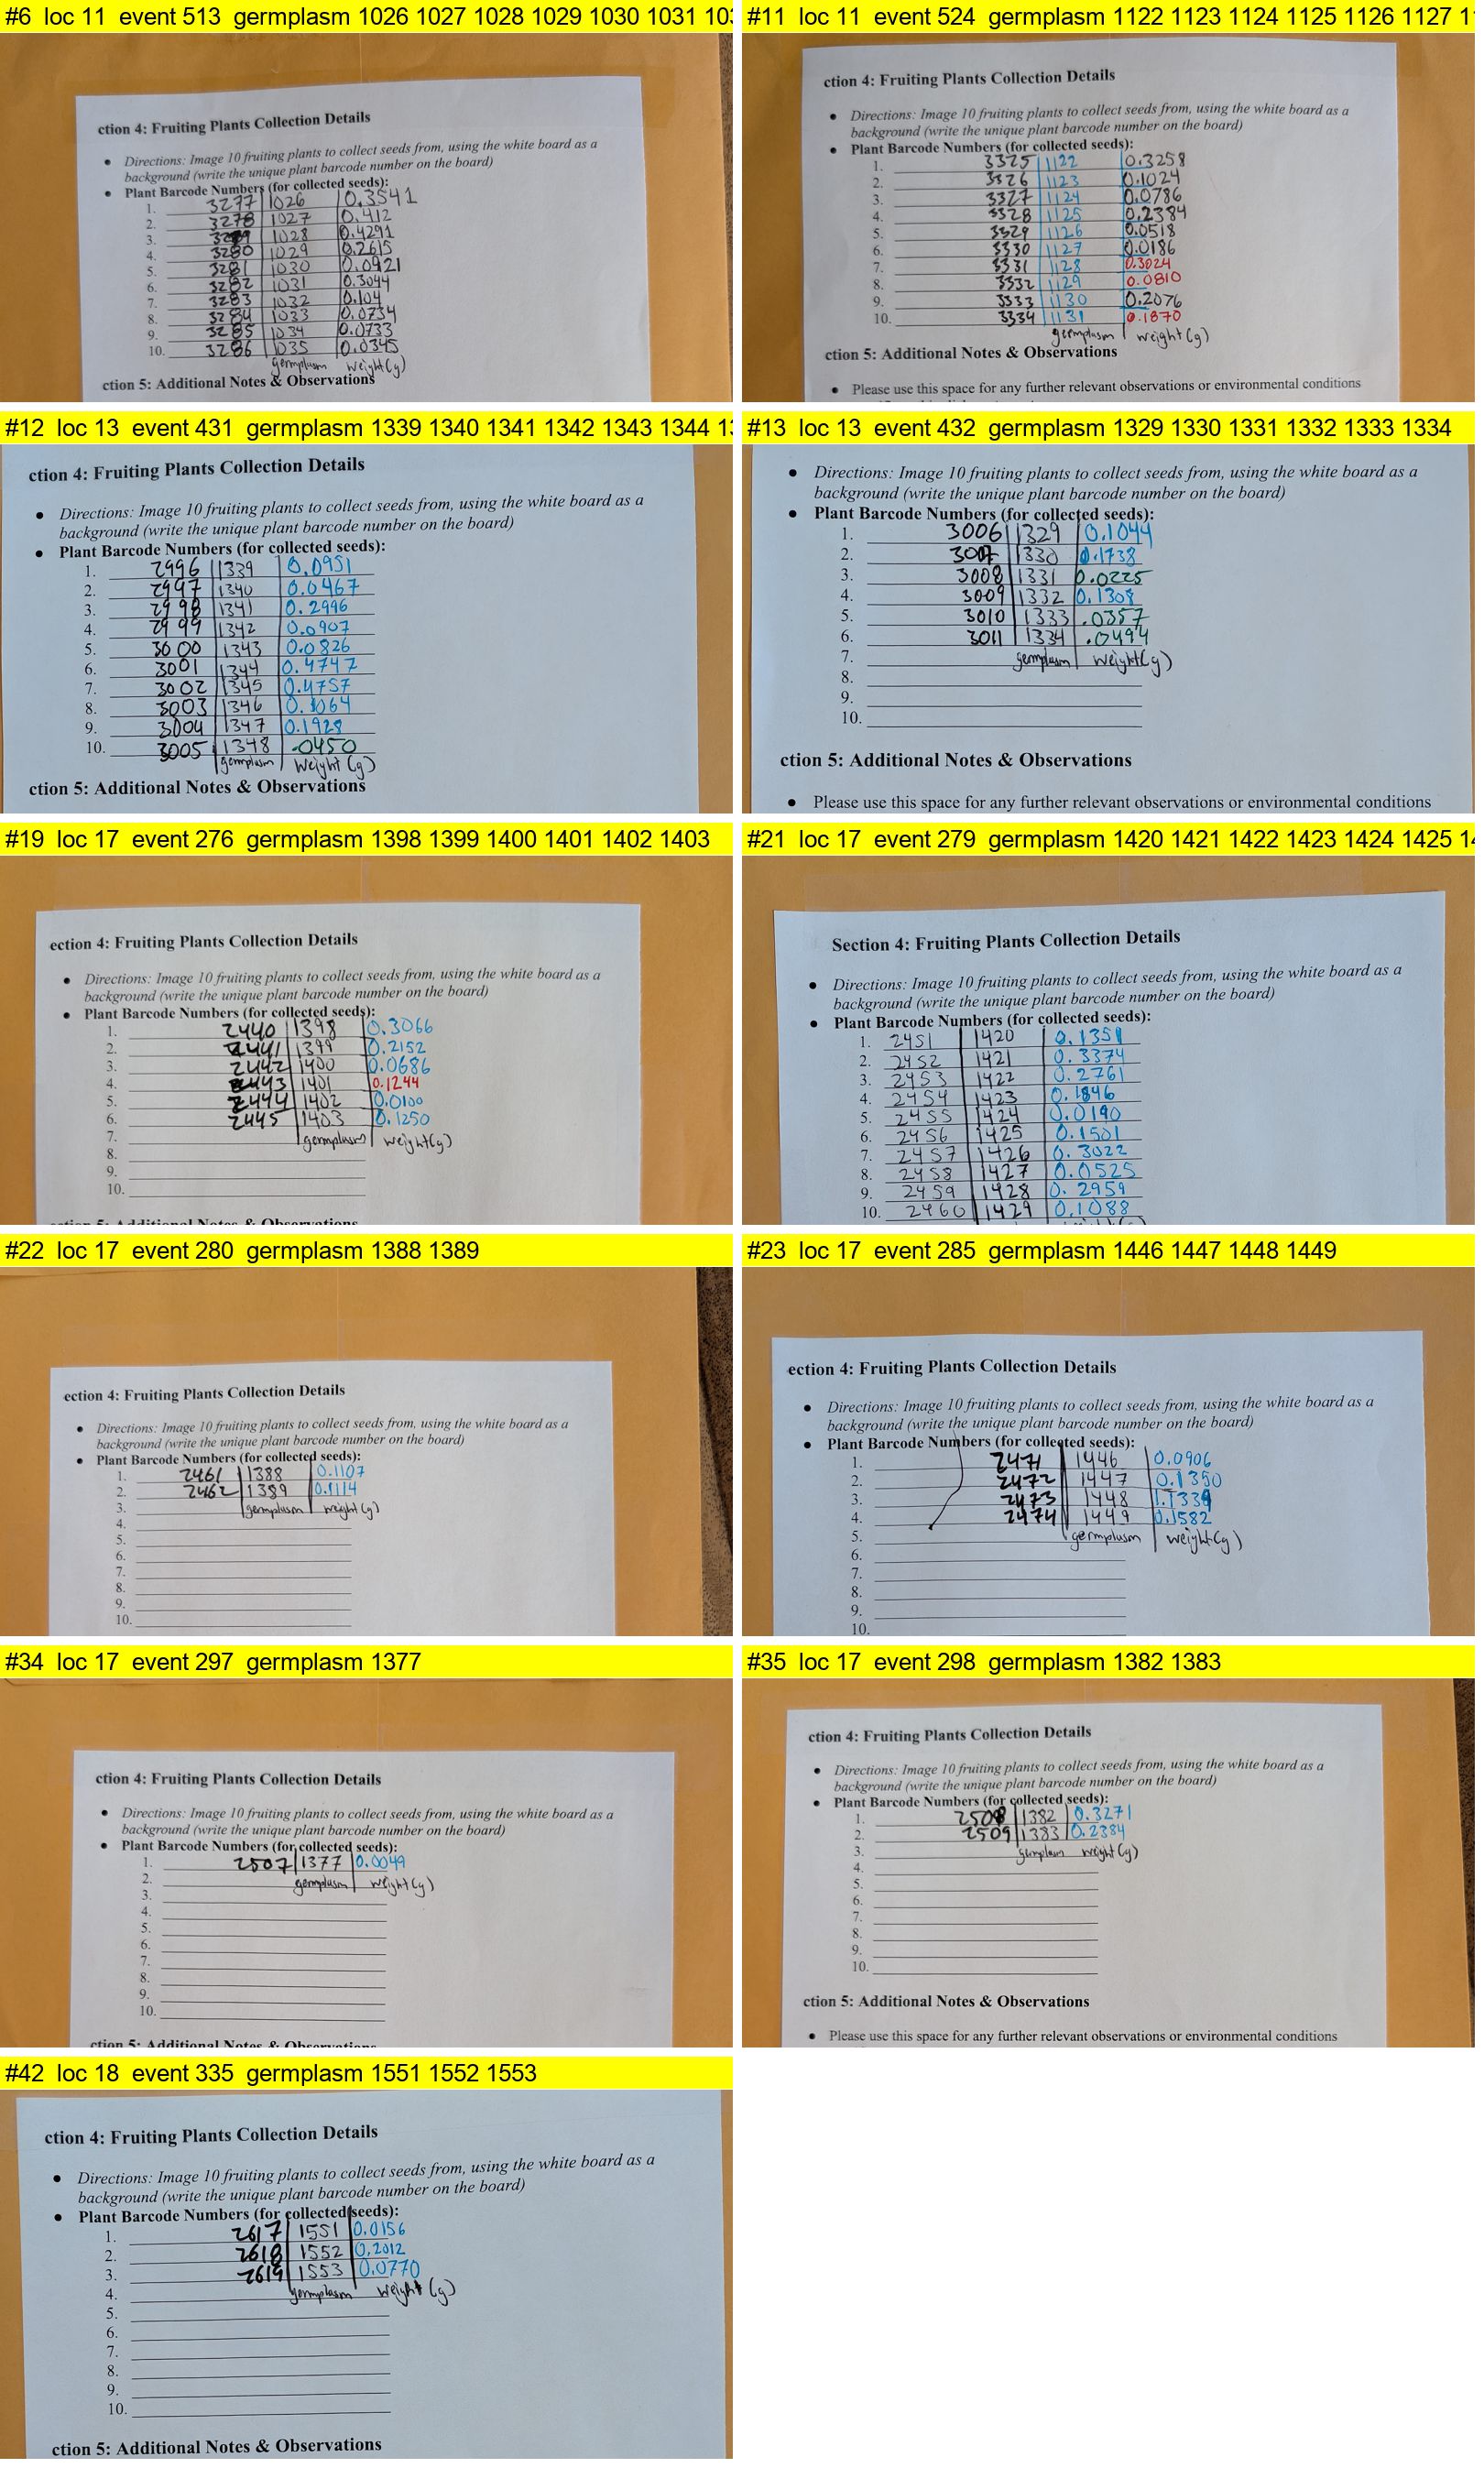 #6 loc 11 event 513 germplasm 1026 1027 1028 1029 1030 1031
ction 4: Fruiting Plants Collection Details
• Directions: Image 10 fruiting plants to collect seeds from, using the white board as a
background (write the unique plant barcode number on the board)
• Plant Barcode Numbers (for collected seeds):
1. 3277 1026 0.3541
2. 3278 1027 0.412
3. 1028 0.4291
4. 3280 1029 0.2615
5. 3281 1030 0.0921
6. 3282 1031 0.3044
7. 3283 1032 0.104
8. 3284 1033 0.0734
9. 3285 1034 0.0733
10. 3286 1035 0.0345
germplasm weight(g)
ction 5: Additional Notes & Observations
#11 loc 11 event 524 germplasm 1122 1123 1124 1125 1126 1127
ction 4: Fruiting Plants Collection Details
• Directions: Image 10 fruiting plants to collect seeds from, using the white board as a
background (write the unique plant barcode number on the board)
• Plant Barcode Numbers (for collected seeds):
1. 3325 1122 0.3258
2. 3326 1123 0.1024
3. 3327 1124 0.0786
4. 3328 1125 0.2384
5. 3329 1126 0.0518
6. 3330 1127 0.0186
7. 3331 1128 0.3024
8. 3332 1129 0.0810
9. 3333 1130 0.2076
10. 3334 1131 0.1870
germplasm weight(g)
ction 5: Additional Notes & Observations
• Please use this space for any further relevant observations or environmental conditions
#12 loc 13 event 431 germplasm 1339 1340 1341 1342 1343 1344
ction 4: Fruiting Plants Collection Details
• Directions: Image 10 fruiting plants to collect seeds from, using the white board as a
background (write the unique plant barcode number on the board)
• Plant Barcode Numbers (for collected seeds):
1. 2996 1339 0.0951
2. 2997 1340 0.0467
3. 2998 1341 0.2996
4. 2999 1342 0.0907
5. 3000 1343 0.0826
6. 3001 1344 0.4747
7. 3002 1345 0.4757
8. 3003 1346 0.1064
9. 3004 1347 0.1928
10. 3005 1348 .0450
germplasm Weight (g)
ction 5: Additional Notes & Observations
#13 loc 13 event 432 germplasm 1329 1330 1331 1332 1333 1334
• Directions: Image 10 fruiting plants to collect seeds from, using the white board as a
background (write the unique plant barcode number on the board)
• Plant Barcode Numbers (for collected seeds):
1. 3006 1329 0.1044
2. 3007 1330 0.1738
3. 3008 1331 0.0225
4. 3009 1332 0.1308
5. 3010 1333 .0357
6. 3011 1334 .0494
7. germplasm weight(g)
8.
9.
10.
ction 5: Additional Notes & Observations
• Please use this space for any further relevant observations or environmental conditions
#19 loc 17 event 276 germplasm 1398 1399 1400 1401 1402 1403
ection 4: Fruiting Plants Collection Details
• Directions: Image 10 fruiting plants to collect seeds from, using the white board as a
background (write the unique plant barcode number on the board)
• Plant Barcode Numbers (for collected seeds):
1. 2440 1398 0.3066
2. 2441 1399 0.2152
3. 2442 1400 0.0686
4. 2443 1401 0.1244
5. 2444 1402 0.0100
6. 2445 1403 0.1250
7. germplasm weight(g)
8.
9.
10.
ction 5: Additional Notes & Observations
#21 loc 17 event 279 germplasm 1420 1421 1422 1423 1424 1425
Section 4: Fruiting Plants Collection Details
• Directions: Image 10 fruiting plants to collect seeds from, using the white board as a
background (write the unique plant barcode number on the board)
• Plant Barcode Numbers (for collected seeds):
1. 2451 1420 0.1351
2. 2452 1421 0.3374
3. 2453 1422 0.2761
4. 2454 1423 0.1846
5. 2455 1424 0.0190
6. 2456 1425 0.1501
7. 2457 1426 0.3022
8. 2458 1427 0.0525
9. 2459 1428 0.2959
10. 2460 1429 0.1088
#22 loc 17 event 280 germplasm 1388 1389
ection 4: Fruiting Plants Collection Details
• Directions: Image 10 fruiting plants to collect seeds from, using the white board as a
background (write the unique plant barcode number on the board)
• Plant Barcode Numbers (for collected seeds):
1. 2461 1388 0.1107
2. 2462 1389 0.1114
3. germplasm weight (g)
4.
5.
6.
7.
8.
9.
10.
#23 loc 17 event 285 germplasm 1446 1447 1448 1449
ection 4: Fruiting Plants Collection Details
• Directions: Image 10 fruiting plants to collect seeds from, using the white board as a
background (write the unique plant barcode number on the board)
• Plant Barcode Numbers (for collected seeds):
1. 2471 1446 0.0906
2. 2472 1447 0.1350
3. 2473 1448
4. 2474 1449 0.1582
5. germplasm weight(g)
6.
7.
8.
9.
10.
#34 loc 17 event 297 germplasm 1377
ction 4: Fruiting Plants Collection Details
• Directions: Image 10 fruiting plants to collect seeds from, using the white board as a
background (write the unique plant barcode number on the board)
• Plant Barcode Numbers (for collected seeds):
1. 2507 1377 0.0049
2. germplasm weight(g)
3.
4.
5.
6.
7.
8.
9.
10.
ction 5: Additional Notes & Observations
#35 loc 17 event 298 germplasm 1382 1383
ction 4: Fruiting Plants Collection Details
• Directions: Image 10 fruiting plants to collect seeds from, using the white board as a
background (write the unique plant barcode number on the board)
• Plant Barcode Numbers (for collected seeds):
1. 2508 1382 0.3271
2. 2509 1383 0.2384
3. germplasm weight (g)
4.
5.
6.
7.
8.
9.
10.
ction 5: Additional Notes & Observations
• Please use this space for any further relevant observations or environmental conditions
#42 loc 18 event 335 germplasm 1551 1552 1553
ction 4: Fruiting Plants Collection Details
• Directions: Image 10 fruiting plants to collect seeds from, using the white board as a
background (write the unique plant barcode number on the board)
• Plant Barcode Numbers (for collected seeds):
1. 2617 1551 0.0156
2. 2618 1552 0.2012
3. 2619 1553 0.0770
4. germplasm weight (g)
5.
6.
7.
8.
9.
10.
ction 5: Additional Notes & Observations